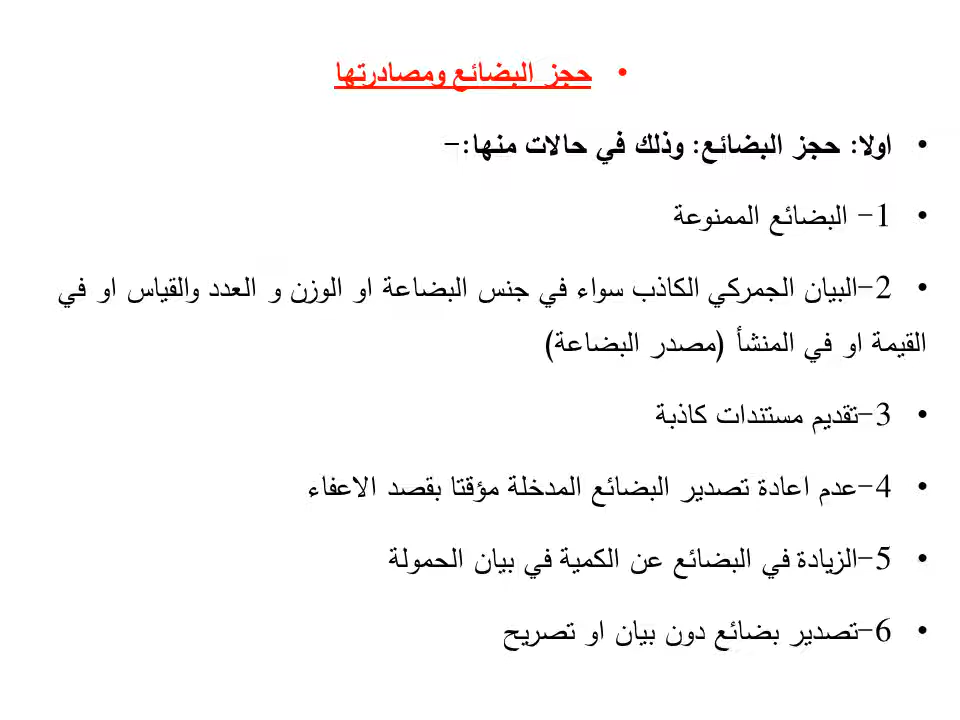 • حجز البضائع ومصادرتها
• اولا: حجز البضائع: وذلك في حالات منها:-
• 1- البضائع الممنوعة
• 2-البيان الجمركي الكاذب سواء في جنس البضاعة او الوزن و العدد والقياس او في
القيمة او في المنشأ (مصدر البضاعة)
• 3-تقديم مستندات كاذبة
• 4-عدم اعادة تصدير البضائع المدخلة مؤقتا بقصد الاعفاء
• 5-الزيادة في البضائع عن الكمية في بيان الحمولة
• 6-تصدير بضائع دون بيان او تصريح